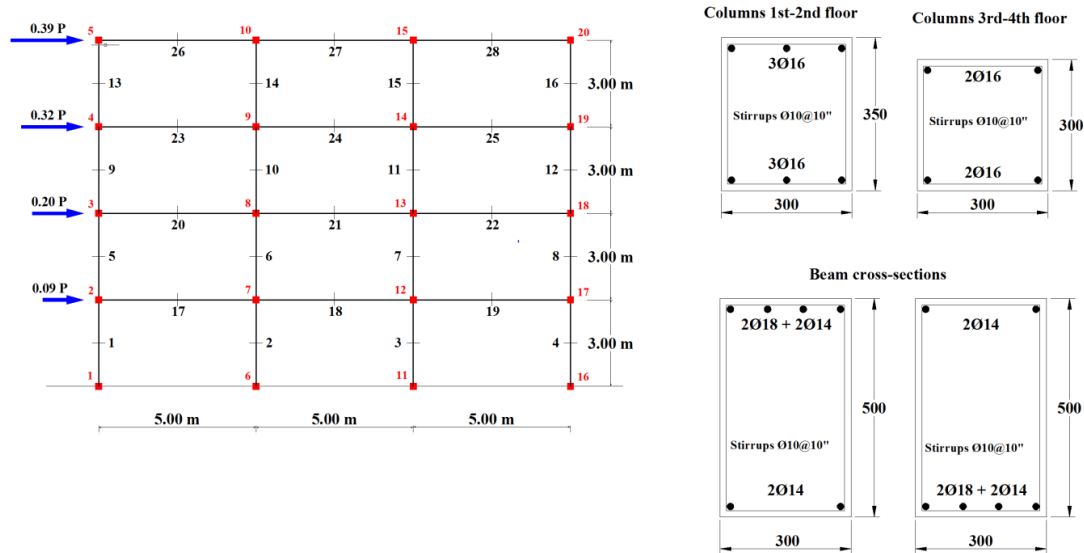 0.39 P
5
10
15
20
26
27
28
13
14
15
16
3.00 m
0.32 P
4
9
14
19
23
24
25
9
10
11
12
3.00 m
0.20 P
3
8
13
18
20
21
22
5
6
7
8
3.00 m
0.09 P
2
7
12
17
17
18
19
1
2
3
4
3.00 m
1
6
11
16
5.00 m
5.00 m
5.00 m
Columns 1st-2nd floor
3Ø16
Stirrups Ø10@10"
350
3Ø16
300
Columns 3rd-4th floor
2Ø16
Stirrups Ø10@10"
300
2Ø16
300
Beam cross-sections
2Ø18 + 2Ø14
500
Stirrups Ø10@10"
2Ø14
300
2Ø14
500
Stirrups Ø10@10"
2Ø18 + 2Ø14
300